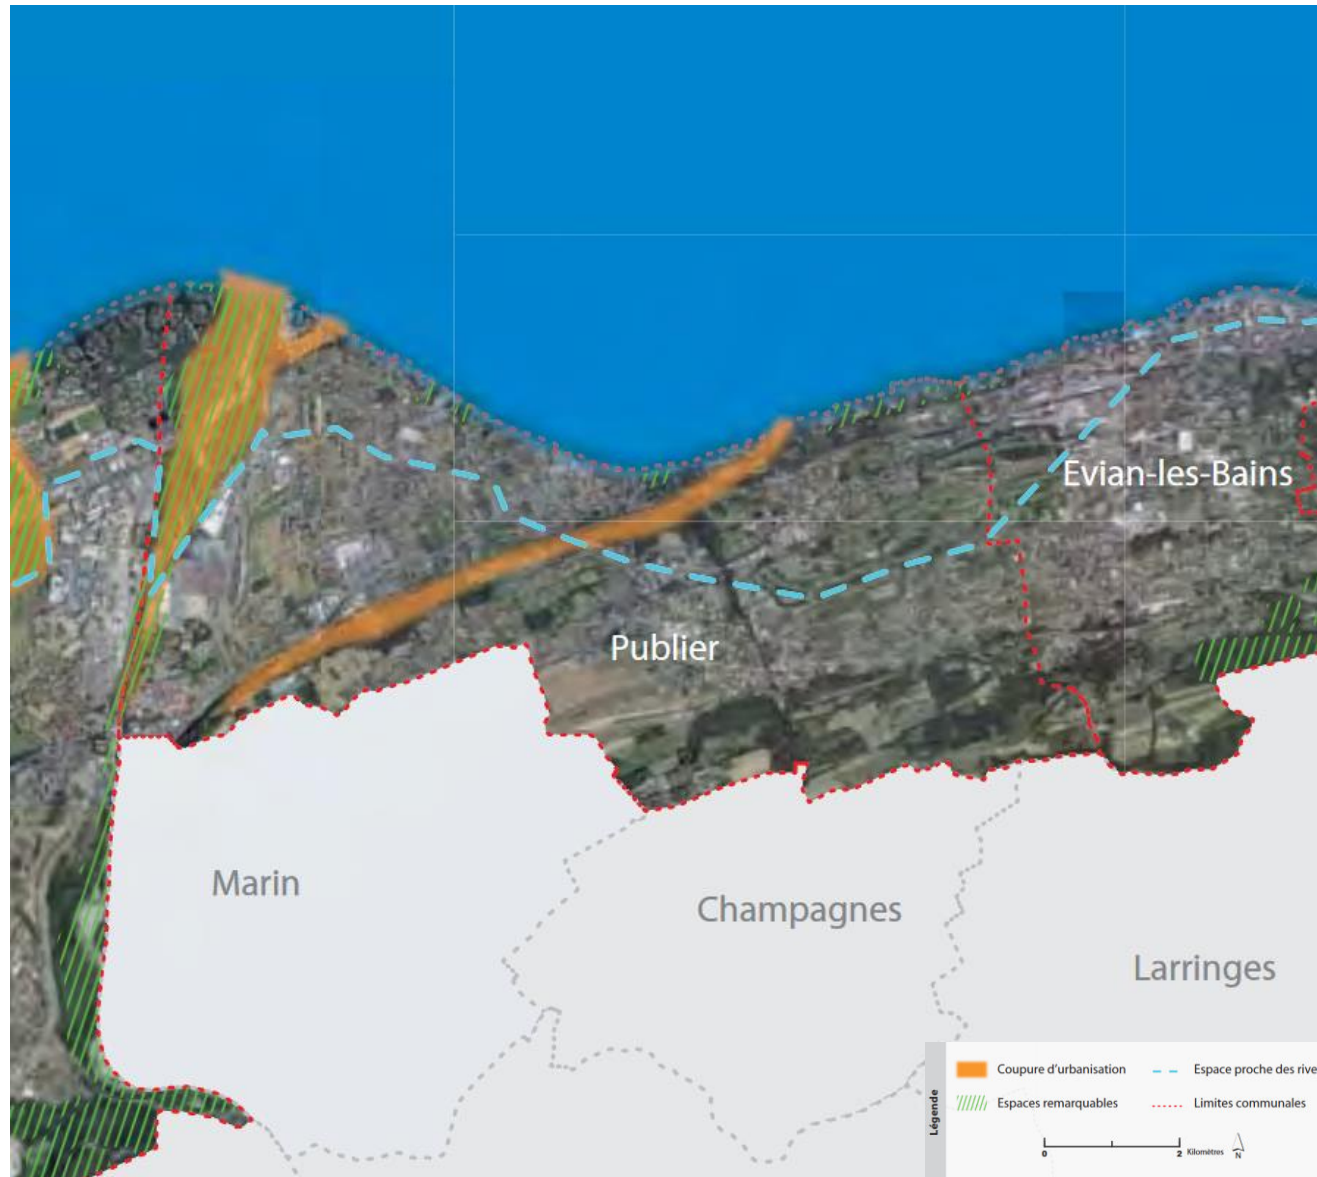 Evian-les-Bains
Publier
Marin
Champagnes
Larringes
Légende
Coupure d'urbanisation
Espace proche des rive
Espaces remarquables
Limites communales
0
2
Kilomètres
N